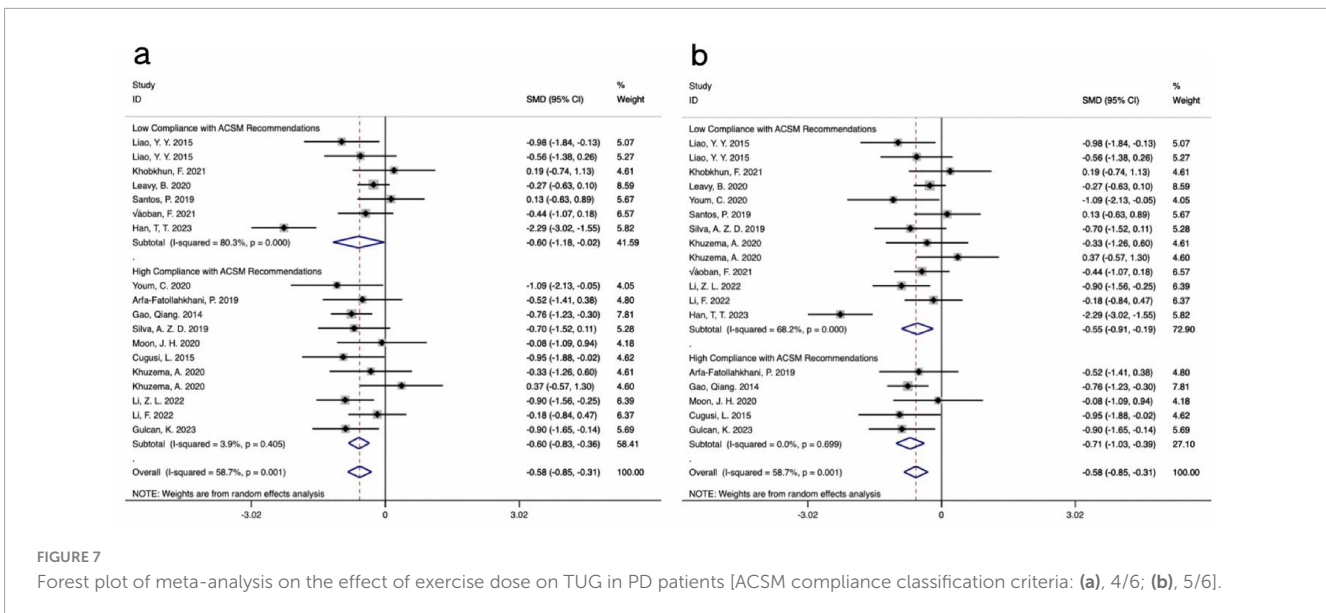 a
Study %
ID SMD (95% CI) Weight
Low Compliance with ACSM Recommendations
Liao, Y. Y. 2015 -0.98 (-1.84, -0.13) 5.07
Liao, Y. Y. 2015 -0.56 (-1.38, 0.26) 5.27
Khobkhun, F. 2021 0.19 (-0.74, 1.13) 4.61
Leavy, B. 2020 -0.27 (-0.63, 0.10) 8.59
Santos, P. 2019 0.13 (-0.63, 0.89) 5.67
√áoban, F. 2021 -0.44 (-1.07, 0.18) 6.57
Han, T, T. 2023 -2.29 (-3.02, -1.55) 5.82
Subtotal (I-squared = 80.3%, p = 0.000) -0.60 (-1.18, -0.02) 41.59
.
High Compliance with ACSM Recommendations
Youm, C. 2020 -1.09 (-2.13, -0.05) 4.05
Arfa-Fatollahkhani, P. 2019 -0.52 (-1.41, 0.38) 4.80
Gao, Qiang. 2014 -0.76 (-1.23, -0.30) 7.81
Silva, A. Z. D. 2019 -0.70 (-1.52, 0.11) 5.28
Moon, J. H. 2020 -0.08 (-1.09, 0.94) 4.18
Cugusi, L. 2015 -0.95 (-1.88, -0.02) 4.62
Khuzema, A. 2020 -0.33 (-1.26, 0.60) 4.61
Khuzema, A. 2020 0.37 (-0.57, 1.30) 4.60
Li, Z. L. 2022 -0.90 (-1.56, -0.25) 6.39
Li, F. 2022 -0.18 (-0.84, 0.47) 6.37
Gulcan, K. 2023 -0.90 (-1.65, -0.14) 5.69
Subtotal (I-squared = 3.9%, p = 0.405) -0.60 (-0.83, -0.36) 58.41
.
Overall (I-squared = 58.7%, p = 0.001) -0.58 (-0.85, -0.31) 100.00
NOTE: Weights are from random effects analysis
-3.02 0 3.02
b
Study %
ID SMD (95% CI) Weight
Low Compliance with ACSM Recommendations
Liao, Y. Y. 2015 -0.98 (-1.84, -0.13) 5.07
Liao, Y. Y. 2015 -0.56 (-1.38, 0.26) 5.27
Khobkhun, F. 2021 0.19 (-0.74, 1.13) 4.61
Leavy, B. 2020 -0.27 (-0.63, 0.10) 8.59
Youm, C. 2020 -1.09 (-2.13, -0.05) 4.05
Santos, P. 2019 0.13 (-0.63, 0.89) 5.67
Silva, A. Z. D. 2019 -0.70 (-1.52, 0.11) 5.28
Khuzema, A. 2020 -0.33 (-1.26, 0.60) 4.61
Khuzema, A. 2020 0.37 (-0.57, 1.30) 4.60
√áoban, F. 2021 -0.44 (-1.07, 0.18) 6.57
Li, Z. L. 2022 -0.90 (-1.56, -0.25) 6.39
Li, F. 2022 -0.18 (-0.84, 0.47) 6.37
Han, T, T. 2023 -2.29 (-3.02, -1.55) 5.82
Subtotal (I-squared = 68.2%, p = 0.000) -0.55 (-0.91, -0.19) 72.90
.
High Compliance with ACSM Recommendations
Arfa-Fatollahkhani, P. 2019 -0.52 (-1.41, 0.38) 4.80
Gao, Qiang. 2014 -0.76 (-1.23, -0.30) 7.81
Moon, J. H. 2020 -0.08 (-1.09, 0.94) 4.18
Cugusi, L. 2015 -0.95 (-1.88, -0.02) 4.62
Gulcan, K. 2023 -0.90 (-1.65, -0.14) 5.69
Subtotal (I-squared = 0.0%, p = 0.699) -0.71 (-1.03, -0.39) 27.10
.
Overall (I-squared = 58.7%, p = 0.001) -0.58 (-0.85, -0.31) 100.00
NOTE: Weights are from random effects analysis
-3.02 0 3.02
FIGURE 7
Forest plot of meta-analysis on the effect of exercise dose on TUG in PD patients [ACSM compliance classification criteria: (a), 4/6; (b), 5/6].